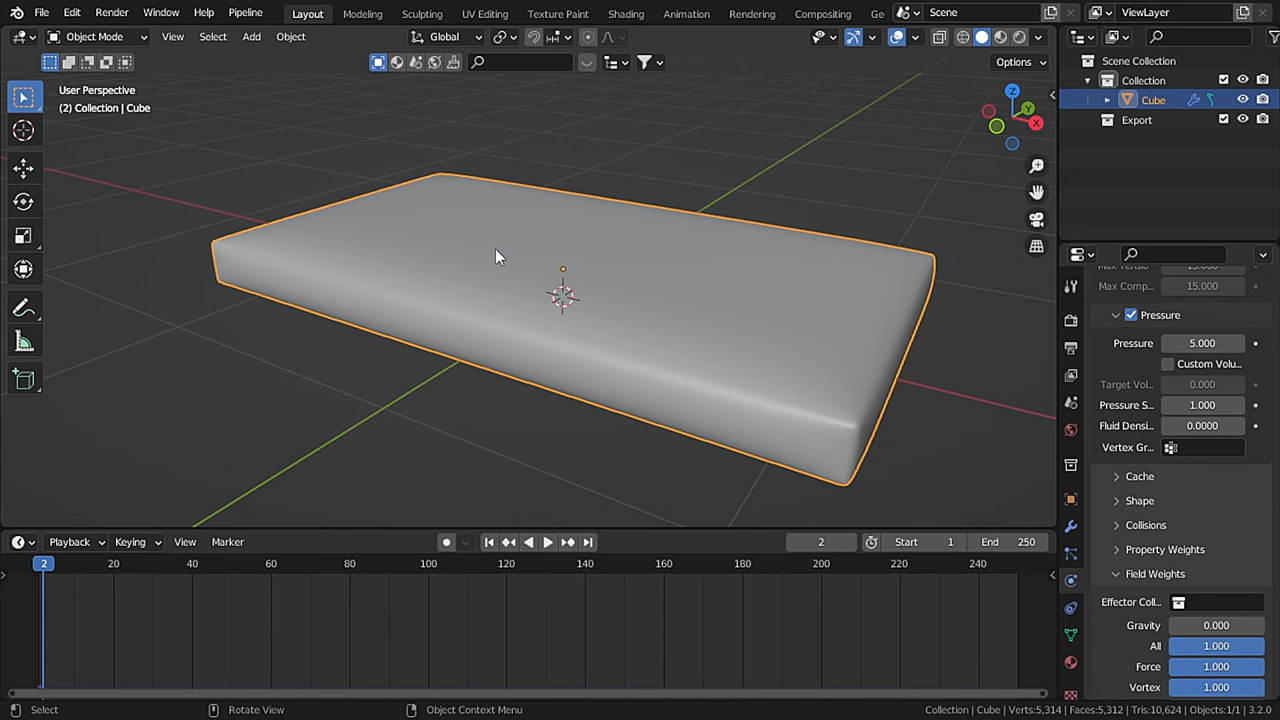 File Edit Render Window Help Pipeline Layout Modeling Sculpting UV Editing Texture Paint Shading Animation Rendering Compositing Ge Scene ViewLayer
Object Mode View Select Add Object Global
Options
User Perspective
(2) Collection | Cube
Z
Y
X
Scene Collection
Collection
Cube
Export
15.000
Max Comp... 15.000
Pressure
Pressure 5.000
Custom Volu...
Target Vol... 0.000
Pressure S... 1.000
Fluid Densi... 0.0000
Vertex Gr...
Cache
Shape
Collisions
Property Weights
Field Weights
Effector Coll...
Gravity 0.000
All 1.000
Force 1.000
Vortex 1.000
Playback Keying View Marker 2 Start 1 End 250
2 20 40 60 80 100 120 140 160 180 200 220 240
Select Rotate View Object Context Menu Collection | Cube | Verts:5,314 | Faces:5,312 | Tris:10,624 | Objects:1/1 | 3.2.0